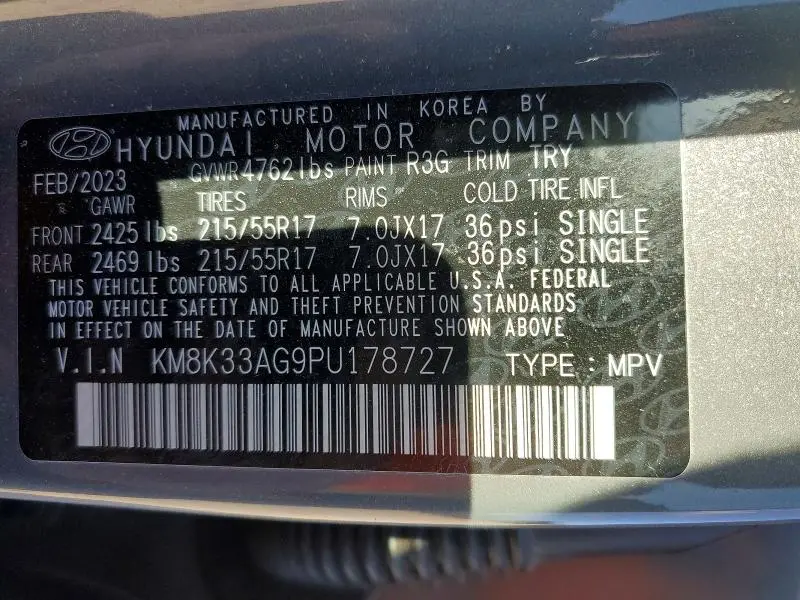 MANUFACTURED IN KOREA BY
HYUNDAI MOTOR COMPANY
FEB/2023 GVWR 4762 lbs PAINT R3G TRIM TRY
GAWR TIRES RIMS COLD TIRE INFL
FRONT 2425 lbs 215/55R17 7.0JX17 36psi SINGLE
REAR 2469 lbs 215/55R17 7.0JX17 36psi SINGLE
THIS VEHICLE CONFORMS TO ALL APPLICABLE U.S.A. FEDERAL
MOTOR VEHICLE SAFETY AND THEFT PREVENTION STANDARDS
IN EFFECT ON THE DATE OF MANUFACTURE SHOWN ABOVE
V.I.N KM8K33AG9PU178727 TYPE : MPV